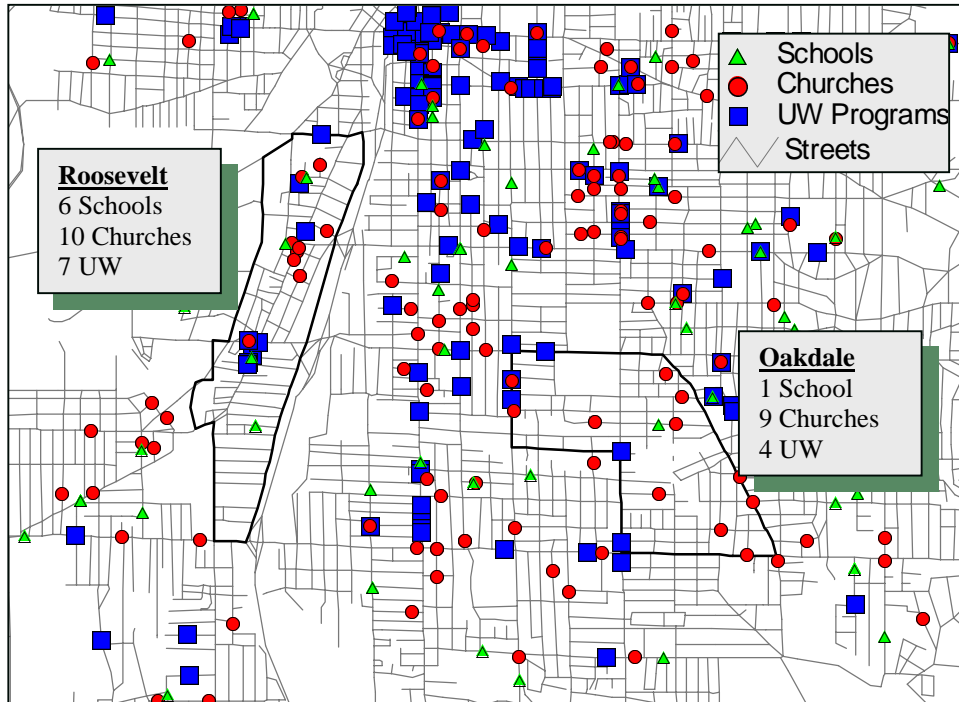 Schools
Churches
UW Programs
Streets
Roosevelt
6 Schools
10 Churches
7 UW
Oakdale
1 School
9 Churches
4 UW